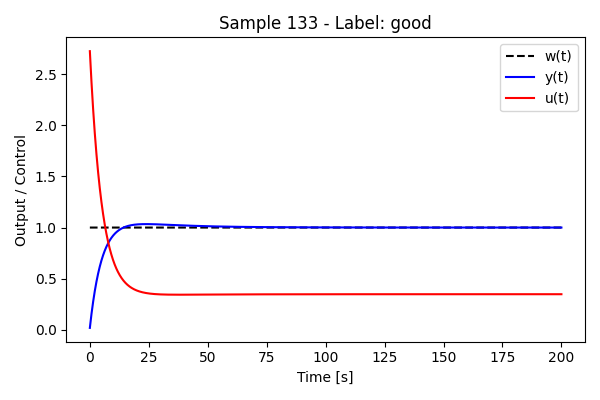 Sample 133 - Label: good
Output / Control
2.5
2.0
1.5
1.0
0.5
0.0
w(t)
y(t)
u(t)
0 25 50 75 100 125 150 175 200
Time [s]